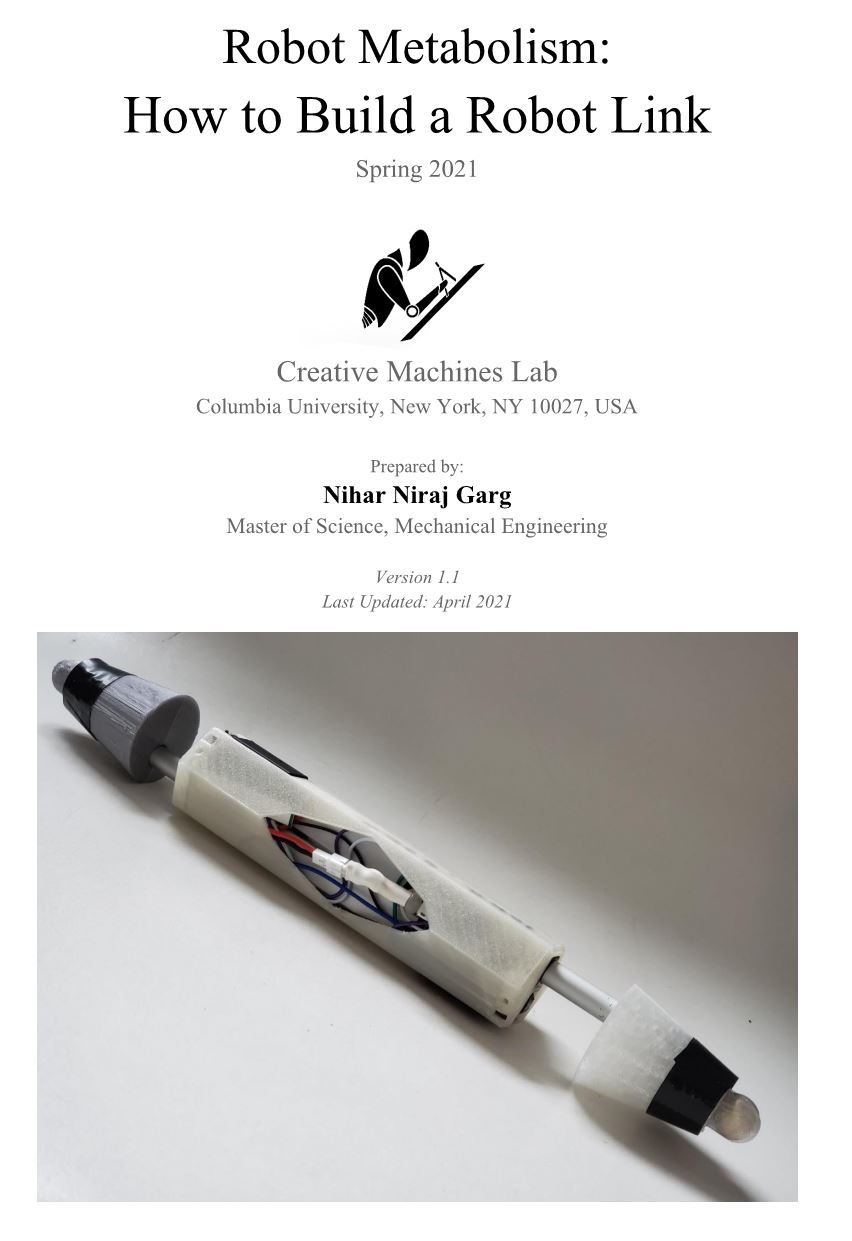 Robot Metabolism:
How to Build a Robot Link
Spring 2021
Creative Machines Lab
Columbia University, New York, NY 10027, USA
Prepared by:
Nihar Niraj Garg
Master of Science, Mechanical Engineering
Version 1.1
Last Updated: April 2021